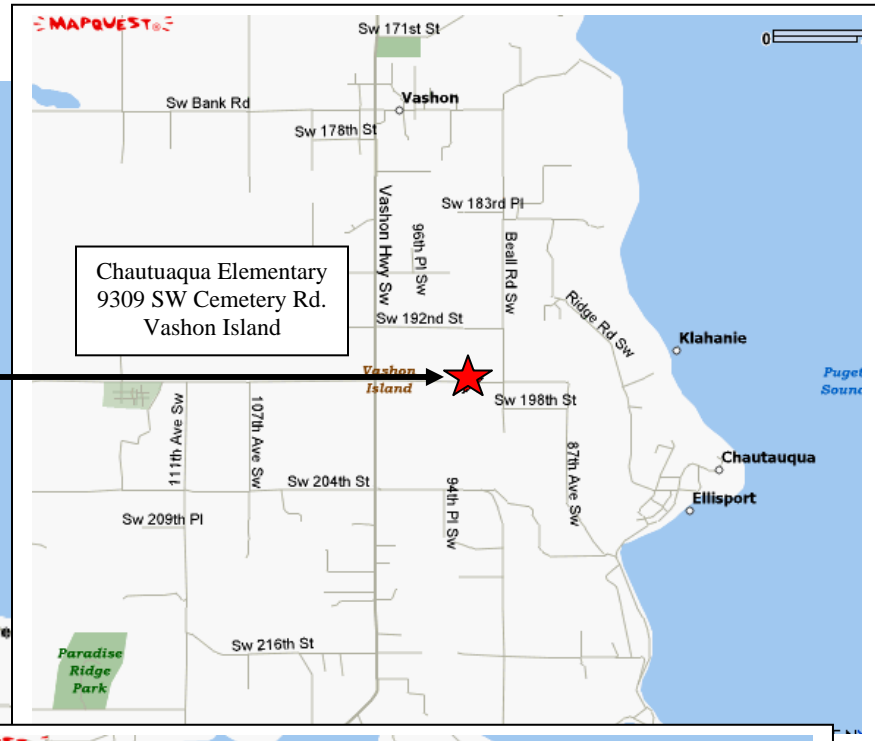 MAPQUEST®
Sw 171st St
0
Sw Bank Rd
Vashon
Sw 178th St
Vashon Hwy Sw
96th Pl Sw
Sw 183rd Pl
Beall Rd Sw
Chautuaqua Elementary
9309 SW Cemetery Rd.
Vashon Island
Sw 192nd St
Ridge Rd Sw
Klahanie
Vashon
Island
Puget
Sound
111th Ave Sw
107th Ave Sw
Sw 198th St
87th Ave Sw
Chautauqua
Sw 204th St
94th Pl Sw
Ellisport
Sw 209th Pl
Sw 216th St
Paradise
Ridge
Park